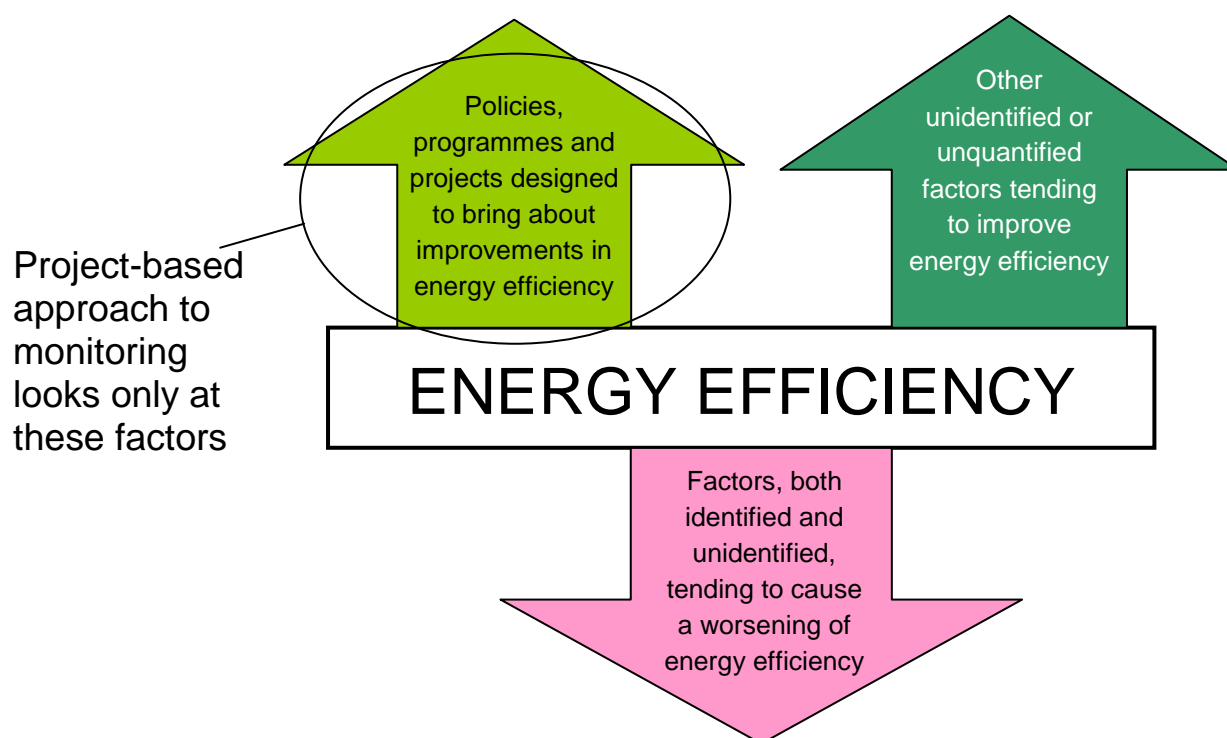 Policies,
programmes and
projects designed
to bring about
improvements in
energy efficiency
Other
unidentified or
unquantified
factors tending
to improve
energy efficiency
Project-based
approach to
monitoring
looks only at
these factors
ENERGY EFFICIENCY
Factors, both
identified and
unidentified,
tending to cause
a worsening of
energy efficiency